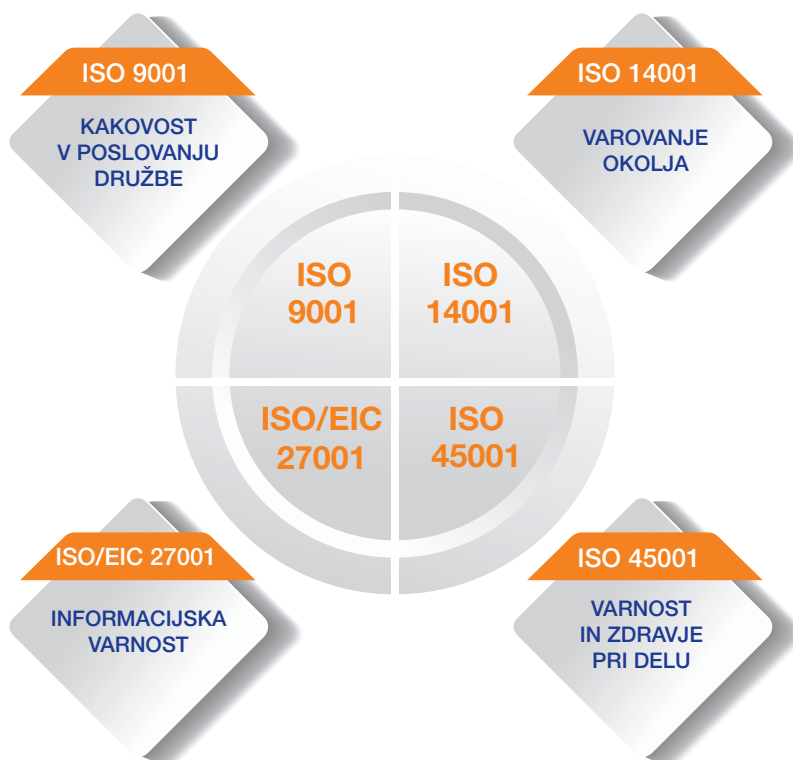 ISO 9001
KAKOVOST
V POSLOVANJU
DRUŽBE
ISO 14001
VAROVANJE
OKOLJA
ISO
9001
ISO
14001
ISO/EIC
27001
ISO
45001
ISO/EIC 27001
INFORMACIJSKA
VARNOST
ISO 45001
VARNOST
IN ZDRAVJE
PRI DELU